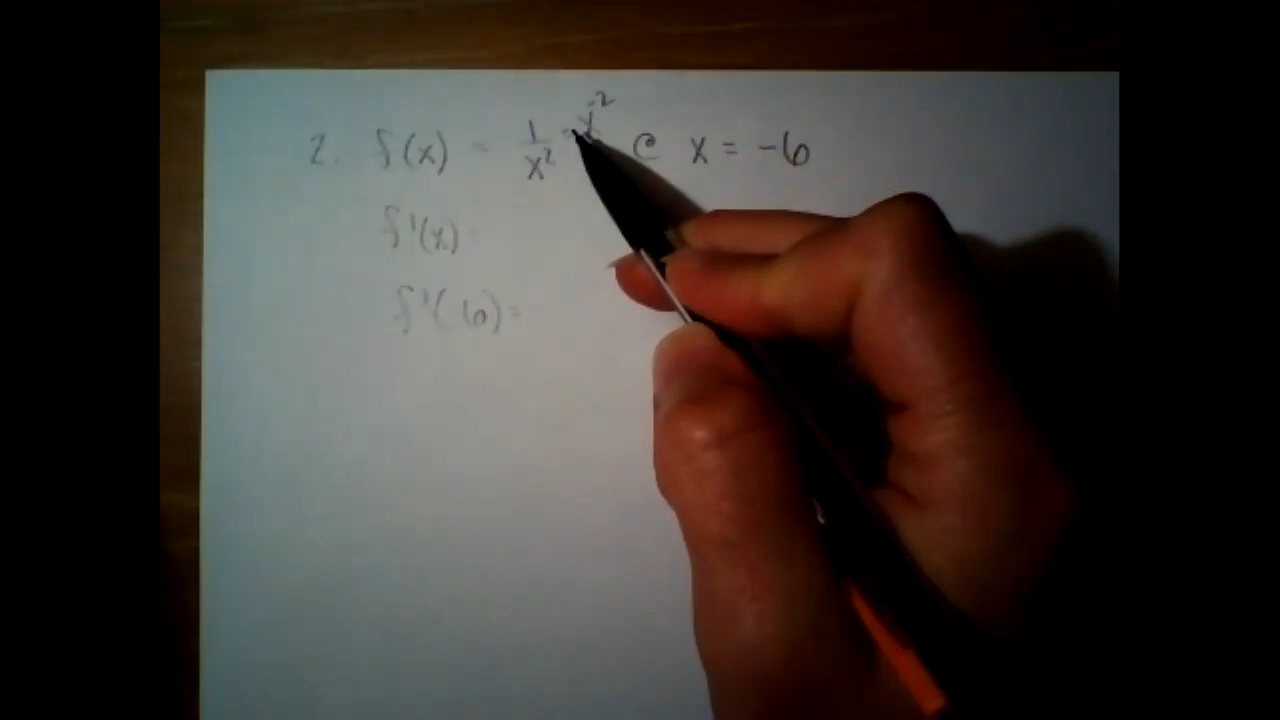 2. f(x) = 1/x² = x⁻² @ x = -6
f'(x)
f'( 6) =